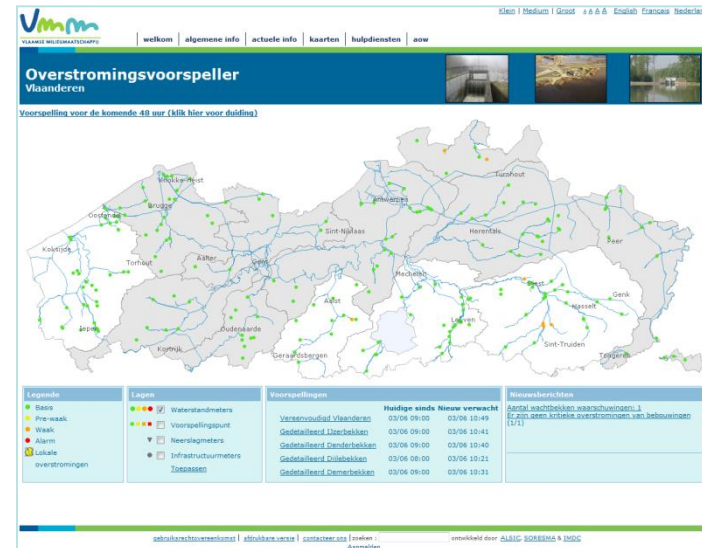 Klein | Medium | Groot A A A A English Français Nederlan
Vmm
VLAAMSE MILIEUMAATSCHAPPIJ
welkom | algemene info | actuele info | kaarten | hulpdiensten | aow
Overstromingsvoorspeller
Vlaanderen
Voorspelling voor de komende 48 uur (klik hier voor duiding)
Knokke-Heist
Turnhout
Brugge
Antwerpen
Oostende
Sint-Niklaas
Herentals
Koksijde
Peer
Torhout
Aalter
Gent
Mechelen
Diest
Genk
Aalst
Hasselt
Leuven
Ieper
Oudenaarde
Sint-Truiden
Kortrijk
Geraardsbergen
Tongeren
Legende
Basis
Pre-waak
Waak
Alarm
Lokale
overstromingen
Lagen
Waterstandmeters
Voorspellingspunt
Neerslagmeters
Infrastructuurmeters
Toepassen
Voorspellingen
Huidige sinds Nieuw verwacht
Vereenvoudigd Vlaanderen 03/06 09:00 03/06 10:49
Gedetailleerd IJzerbekken 03/06 09:00 03/06 10:41
Gedetailleerd Denderbekken 03/06 09:00 03/06 10:40
Gedetailleerd Dijlebekken 03/06 08:00 03/06 10:21
Gedetailleerd Demerbekken 03/06 09:00 03/06 10:31
Nieuwsberichten
Aantal wachtbekken waarschuwingen: 1
Er zijn geen kritieke overstromingen van bebouwingen
(1/1)
gebruiksrechtovereenkomst | afdrukbare versie | contacteer ons | zoeken : ontwikkeld door ALSIC, SORESMA & IMDC
Aanmelden